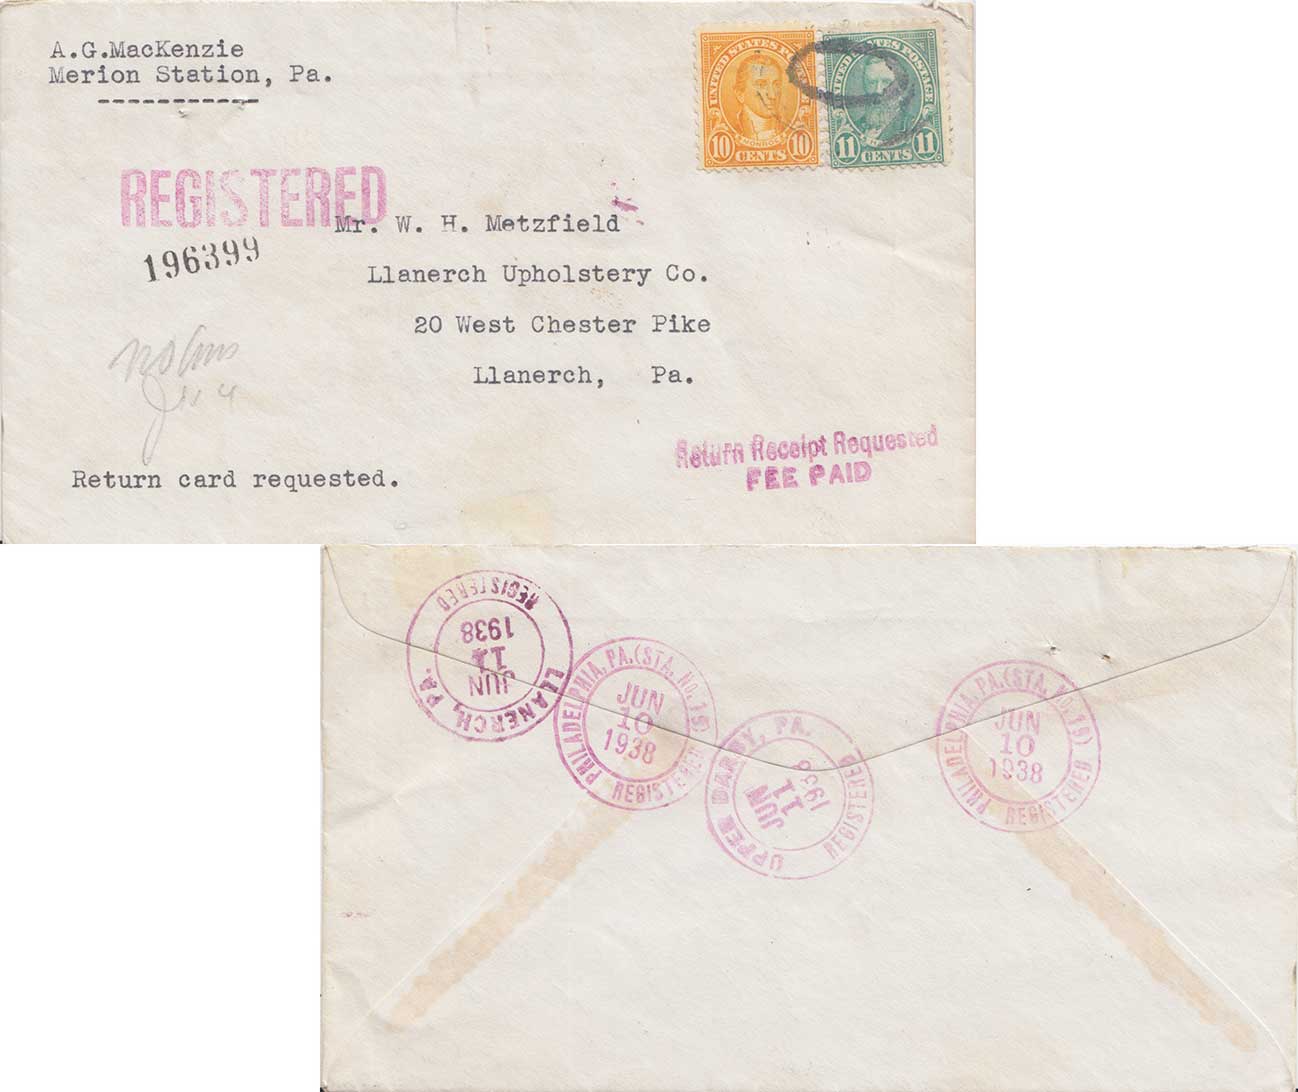 A.G.MacKenzie
Merion Station, Pa.
-----------
UNITED STATES POSTAGE
MONROE
10 CENTS 10
UNITED STATES POSTAGE
11 CENTS 11
REGISTERED
196399
Mr. W. H. Metzfield
Llanerch Upholstery Co.
20 West Chester Pike
Llanerch, Pa.
Return card requested.
Return Receipt Requested
FEE PAID
LLANERCH, PA.
JUN
11
1938
REGISTERED
PHILADELPHIA, PA. (STA. No. 19)
JUN
10
1938
REGISTERED
UPPER DARBY, PA.
JUN
11
1938
REGISTERED
PHILADELPHIA, PA. (STA. No. 19)
JUN
10
1938
REGISTERED